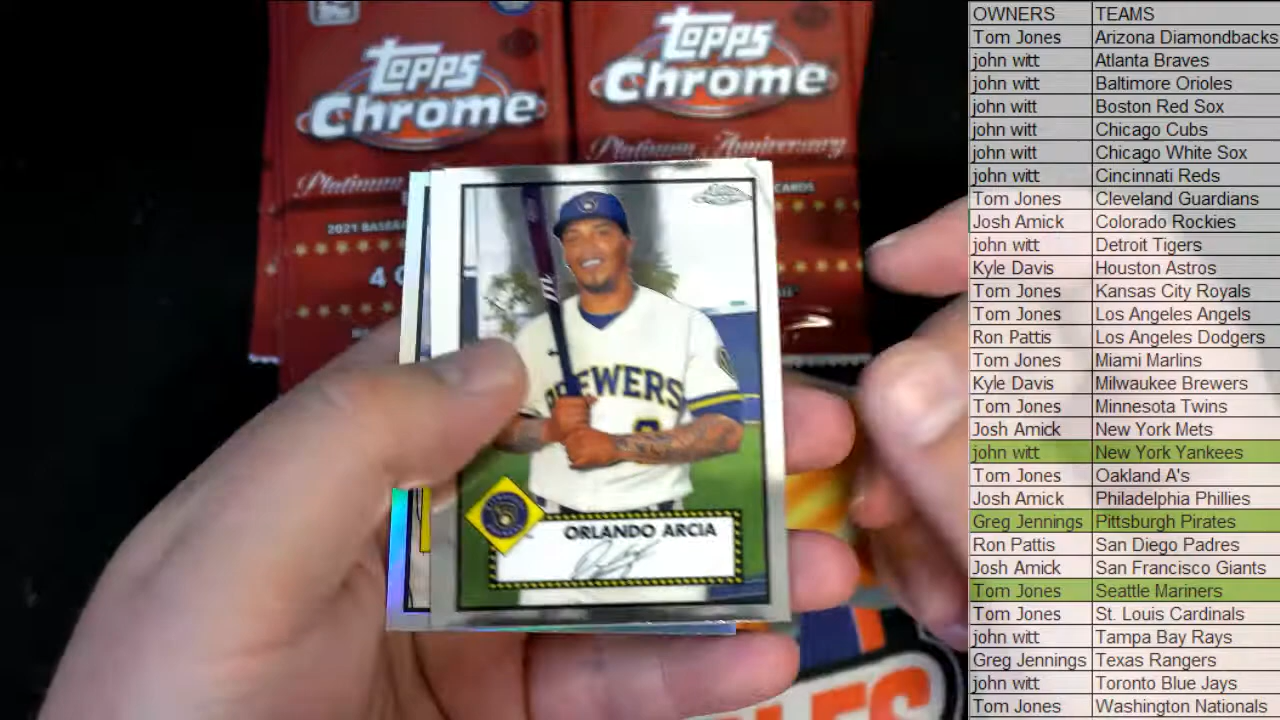 Topps
Chrome
Platinum
2021 BASEBA
4 C
Topps
Chrome
Platinum Anniversary
CARDS
BREWERS
ORLANDO ARCIA
OWNERS TEAMS
Tom Jones Arizona Diamondbacks
john witt Atlanta Braves
john witt Baltimore Orioles
john witt Boston Red Sox
john witt Chicago Cubs
john witt Chicago White Sox
john witt Cincinnati Reds
Tom Jones Cleveland Guardians
Josh Amick Colorado Rockies
john witt Detroit Tigers
Kyle Davis Houston Astros
Tom Jones Kansas City Royals
Tom Jones Los Angeles Angels
Ron Pattis Los Angeles Dodgers
Tom Jones Miami Marlins
Kyle Davis Milwaukee Brewers
Tom Jones Minnesota Twins
Josh Amick New York Mets
john witt New York Yankees
Tom Jones Oakland A's
Josh Amick Philadelphia Phillies
Greg Jennings Pittsburgh Pirates
Ron Pattis San Diego Padres
Josh Amick San Francisco Giants
Tom Jones Seattle Mariners
Tom Jones St. Louis Cardinals
john witt Tampa Bay Rays
Greg Jennings Texas Rangers
john witt Toronto Blue Jays
Tom Jones Washington Nationals